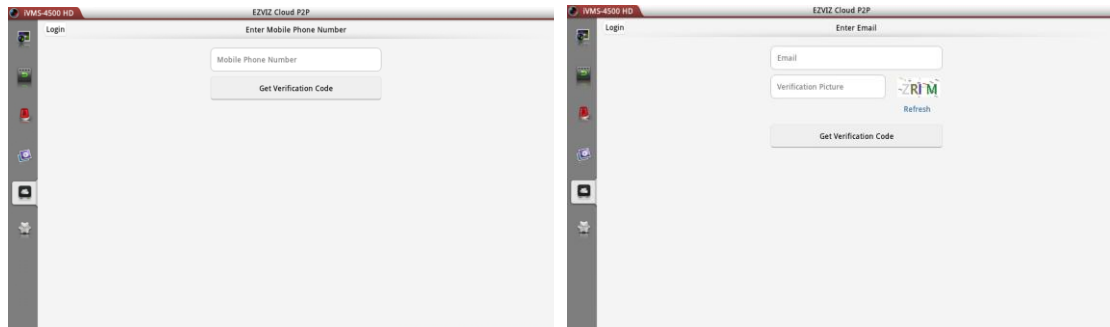 iVMS-4500 HD
EZVIZ Cloud P2P
Login
Enter Mobile Phone Number
Mobile Phone Number
Get Verification Code
iVMS-4500 HD
EZVIZ Cloud P2P
Login
Enter Email
Email
Verification Picture
ZRIM
Refresh
Get Verification Code